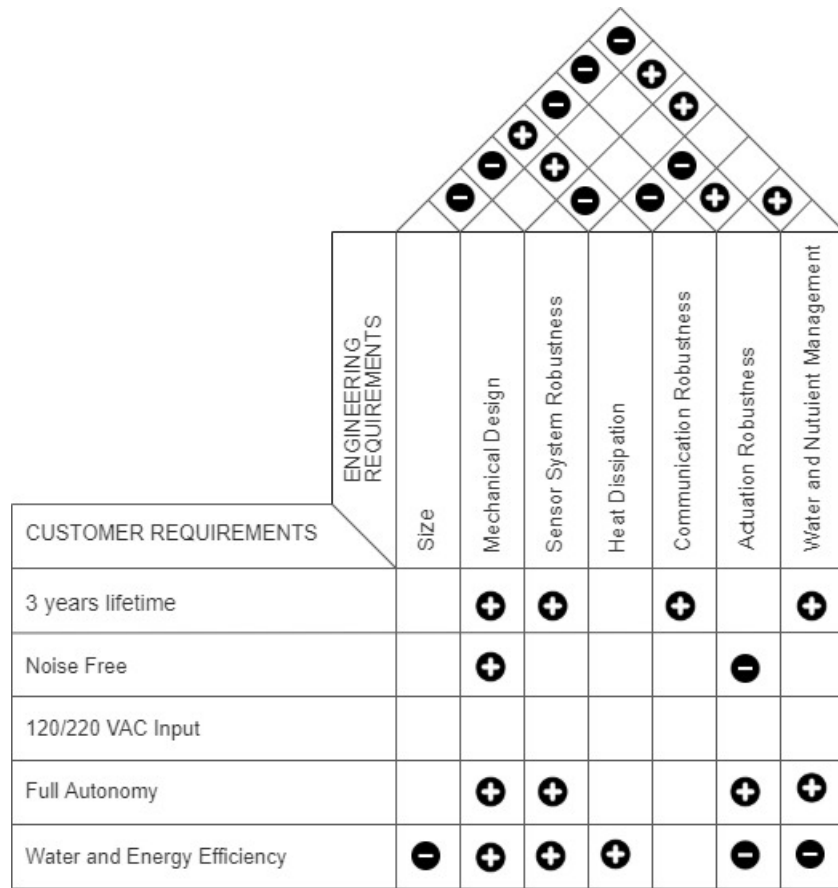 ENGINEERING
REQUIREMENTS
Size
Mechanical Design
Sensor System Robustness
Heat Dissipation
Communication Robustness
Actuation Robustness
Water and Nutuient Management
CUSTOMER REQUIREMENTS
3 years lifetime
Noise Free
120/220 VAC Input
Full Autonomy
Water and Energy Efficiency